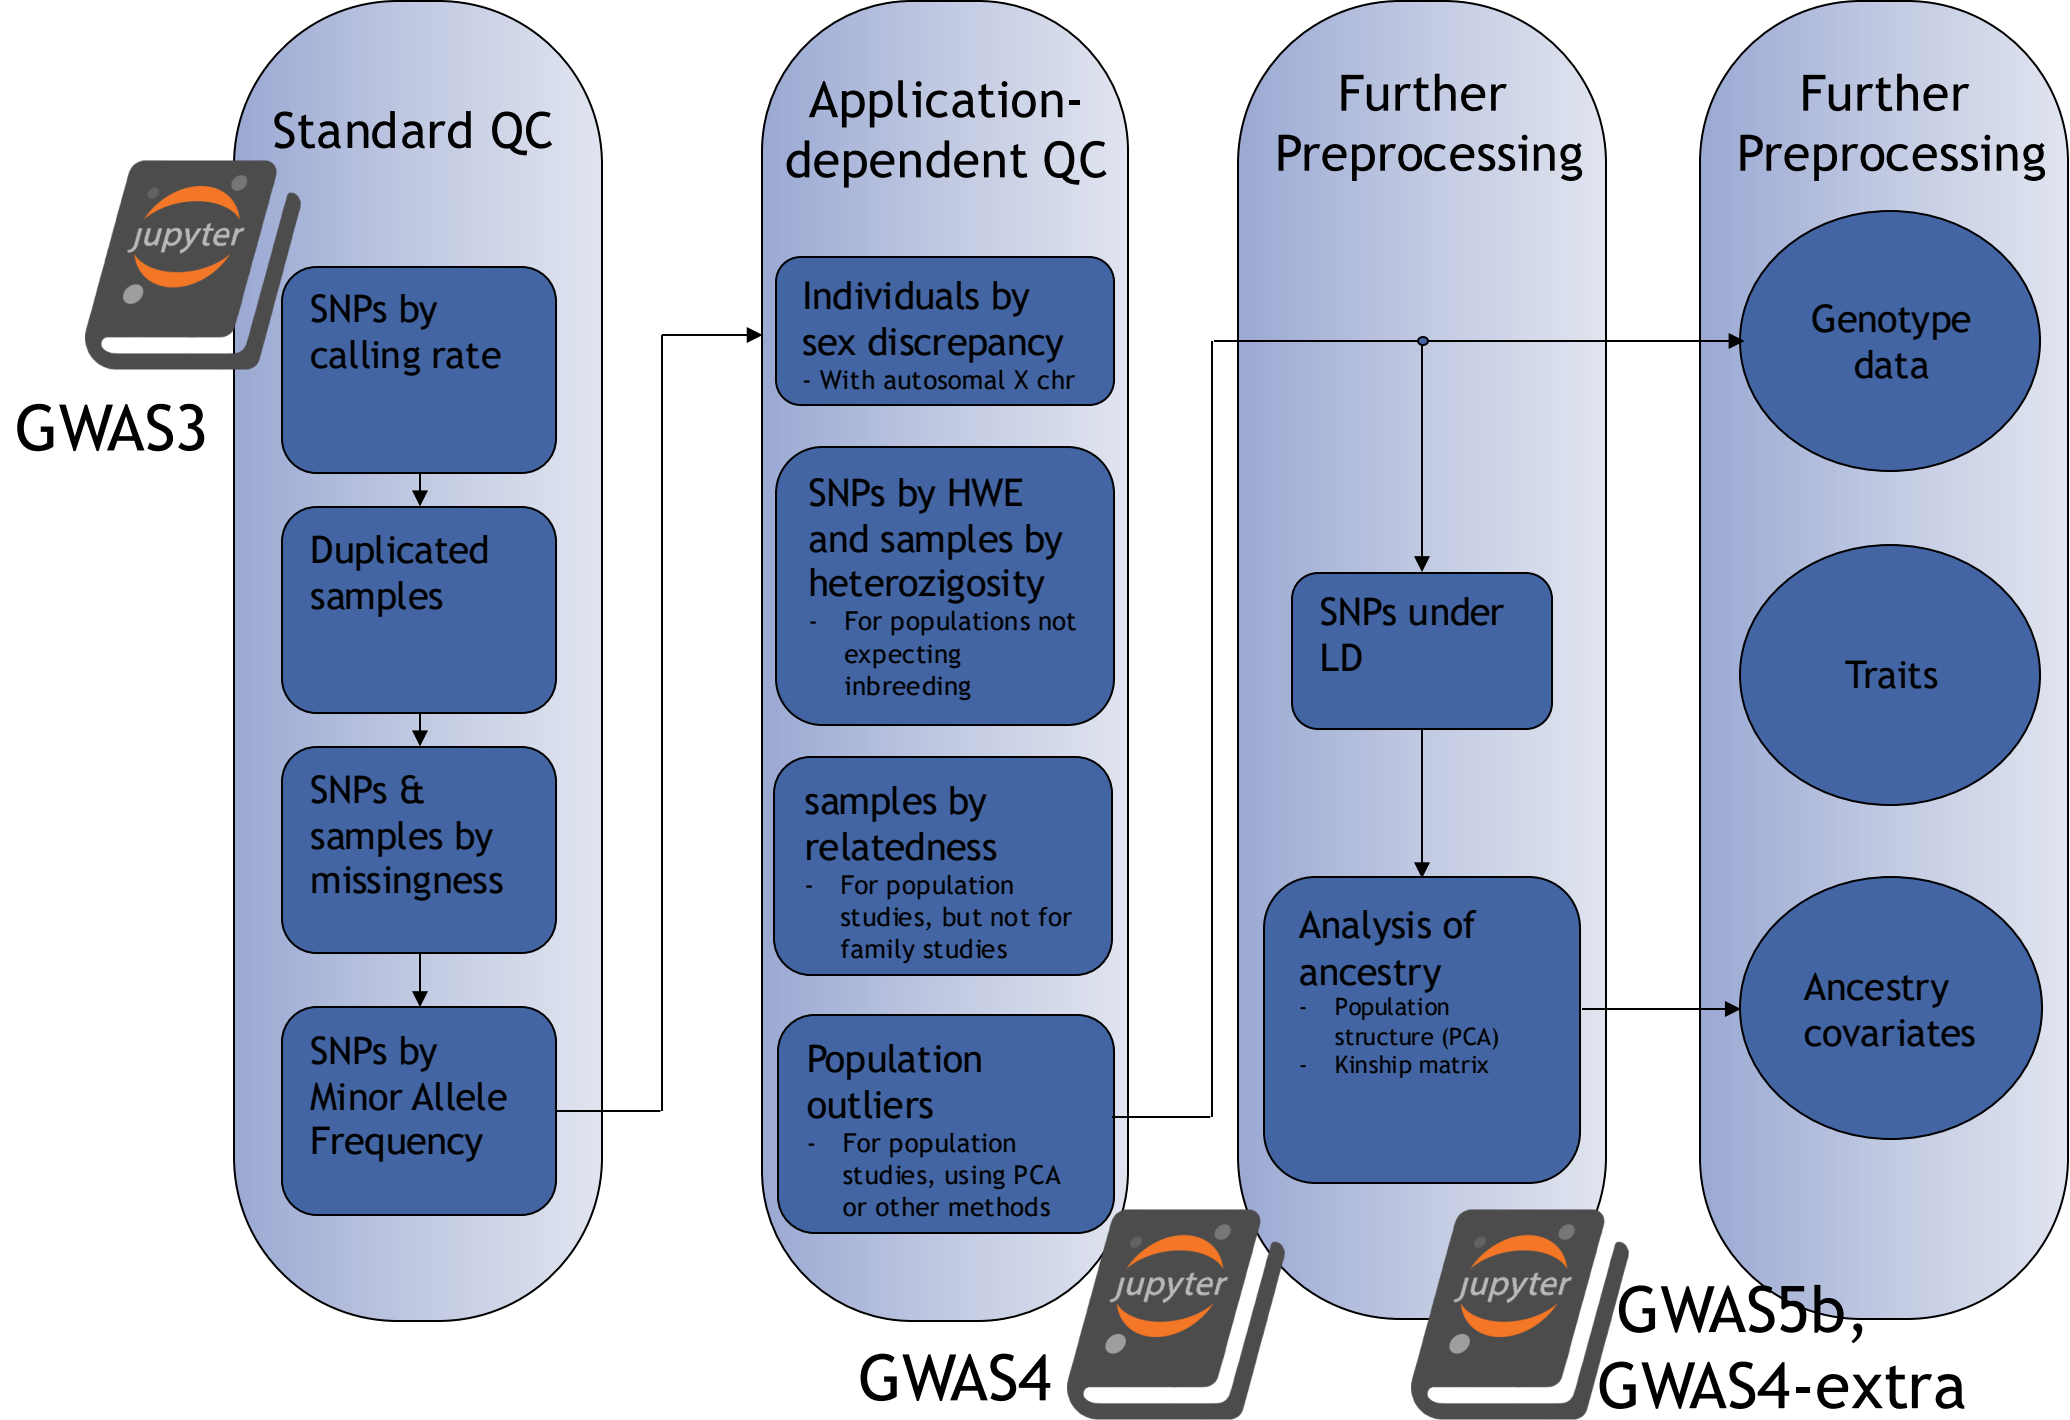 Standard QC
jupyter
GWAS3
SNPs by
calling rate
Duplicated
samples
SNPs &
samples by
missingness
SNPs by
Minor Allele
Frequency
Application-
dependent QC
Individuals by
sex discrepancy
- With autosomal X chr
SNPs by HWE
and samples by
heterozigosity
- For populations not
expecting
inbreeding
samples by
relatedness
- For population
studies, but not for
family studies
Population
outliers
- For population
studies, using PCA
or other methods
jupyter
GWAS4
Further
Preprocessing
SNPs under
LD
Analysis of
ancestry
- Population
structure (PCA)
- Kinship matrix
jupyter
GWAS5b,
GWAS4-extra
Further
Preprocessing
Genotype
data
Traits
Ancestry
covariates